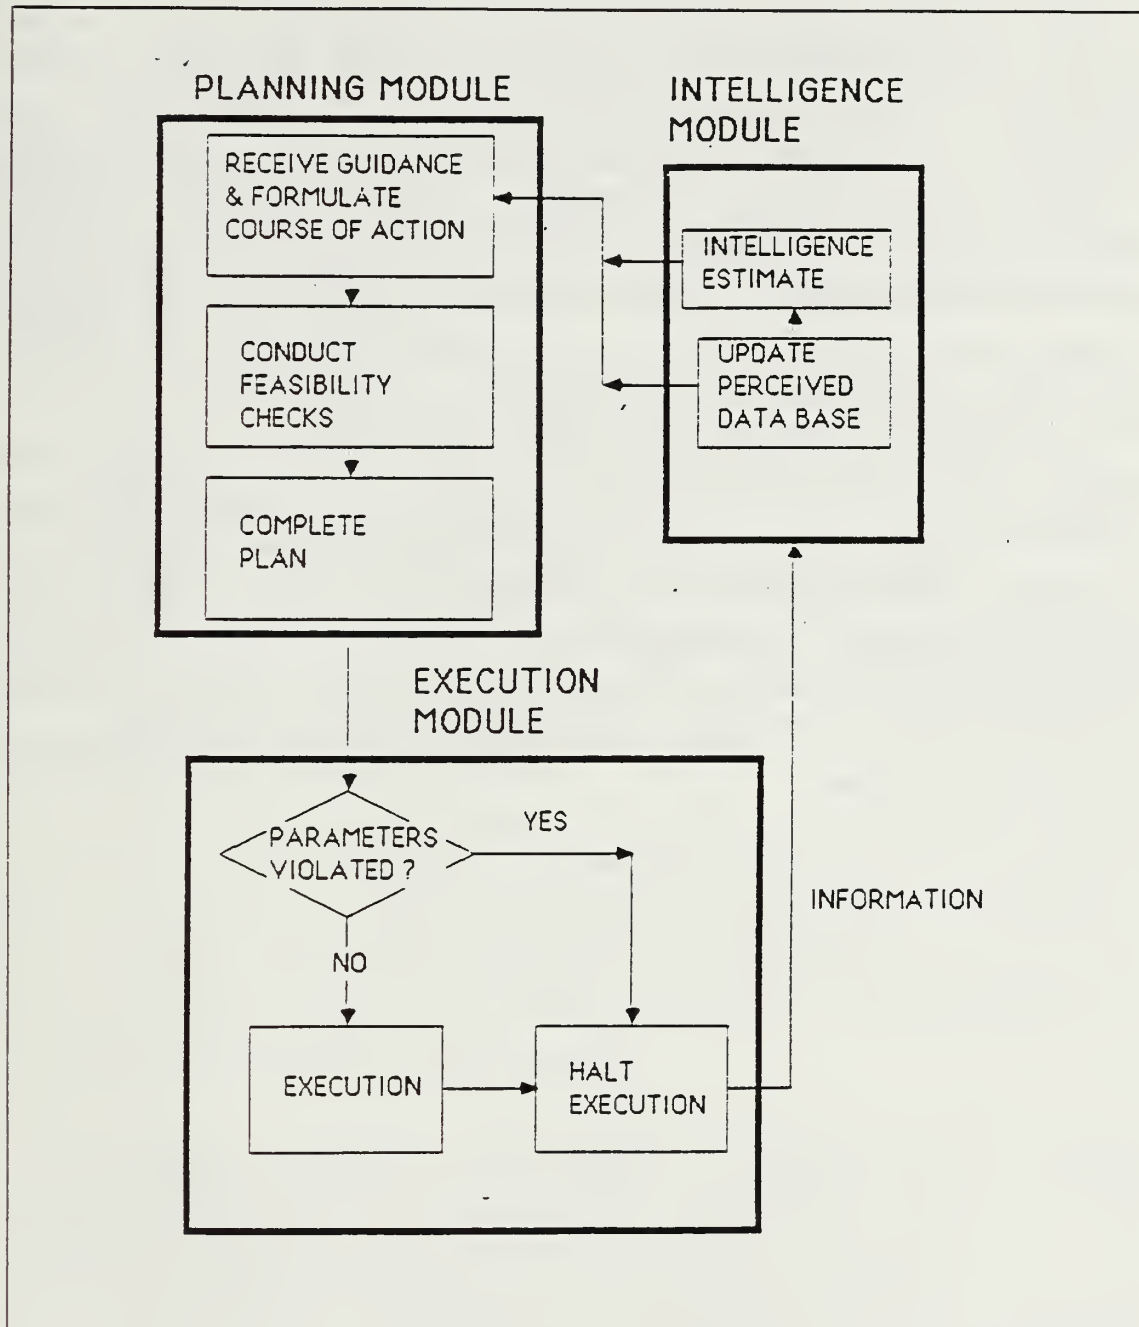 PLANNING MODULE
RECEIVE GUIDANCE
& FORMULATE
COURSE OF ACTION
CONDUCT
FEASIBILITY
CHECKS
COMPLETE
PLAN
INTELLIGENCE
MODULE
INTELLIGENCE
ESTIMATE
UPDATE
PERCEIVED
DATA BASE
EXECUTION
MODULE
PARAMETERS
VIOLATED ?
YES
NO
EXECUTION
HALT
EXECUTION
INFORMATION